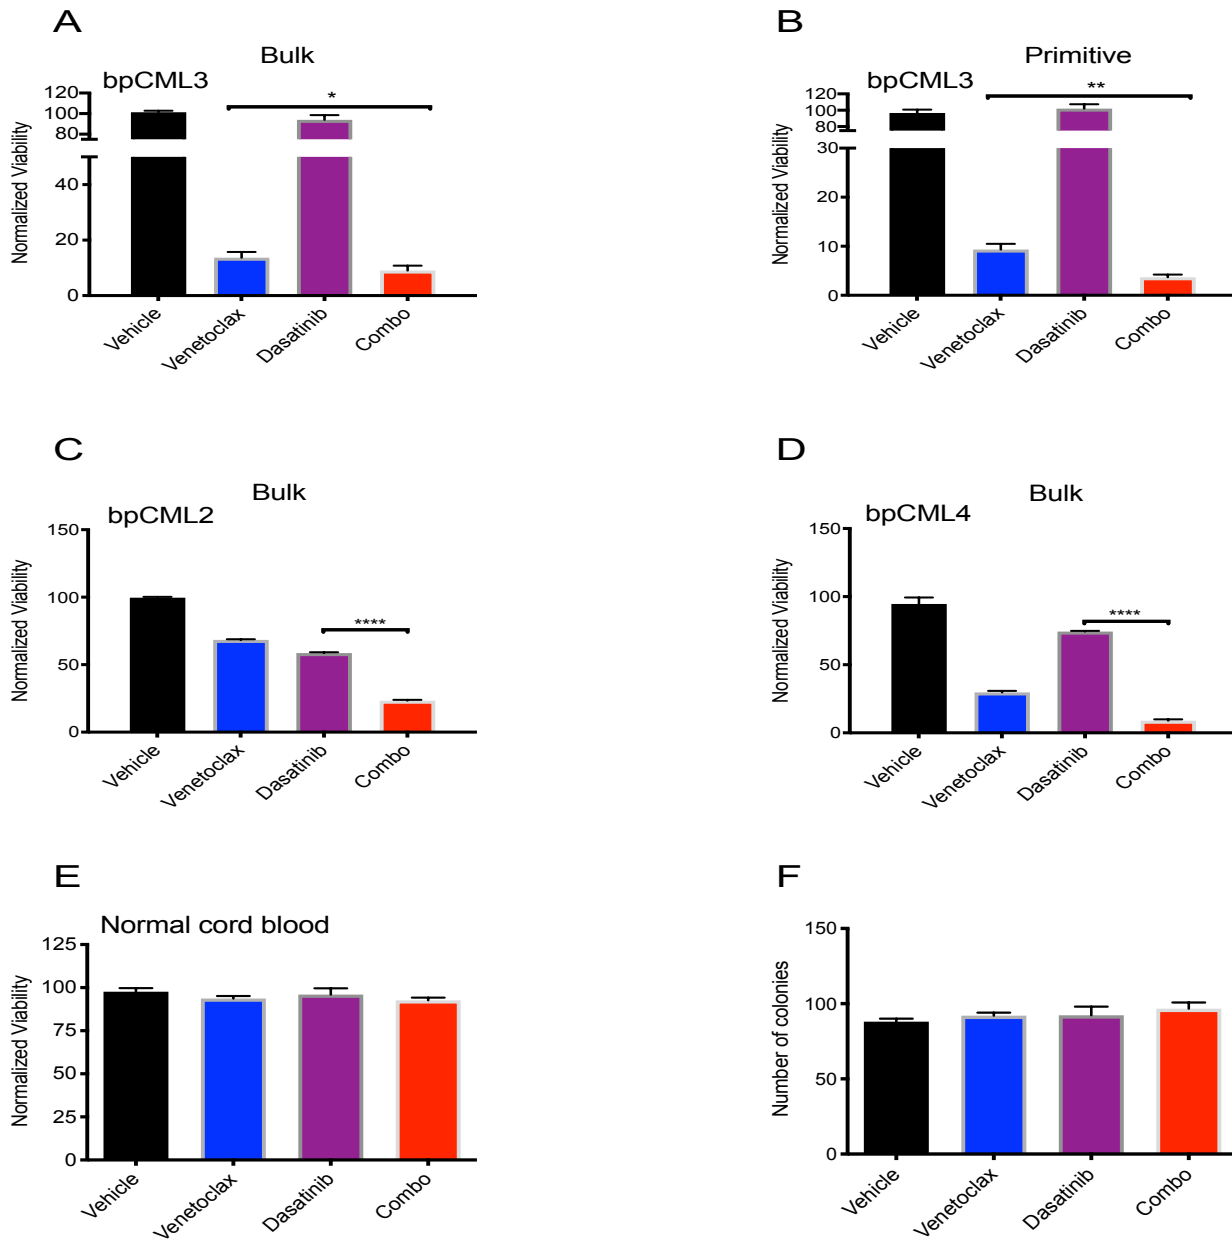 A
Bulk
bpCML3
*
Normalized Viability
120
100
80
40
20
0
Vehicle
Venetoclax
Dasatinib
Combo
B
Primitive
bpCML3
**
Normalized Viability
120
100
80
30
20
10
0
Vehicle
Venetoclax
Dasatinib
Combo
C
Bulk
bpCML2
****
Normalized Viability
150
100
50
0
Vehicle
Venetoclax
Dasatinib
Combo
D
Bulk
bpCML4
****
Normalized Viability
150
100
50
0
Vehicle
Venetoclax
Dasatinib
Combo
E
Normal cord blood
Normalized Viability
125
100
75
50
25
0
Vehicle
Venetoclax
Dasatinib
Combo
F
Number of colonies
150
100
50
0
Vehicle
Venetoclax
Dasatinib
Combo